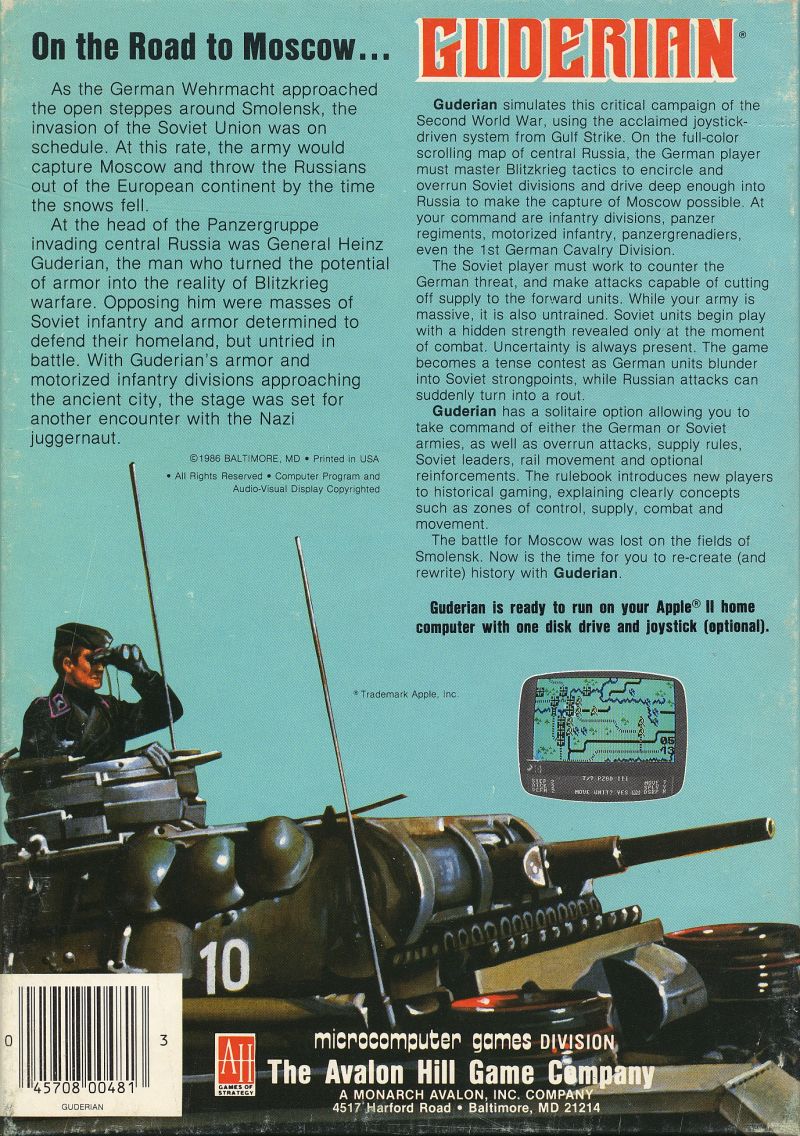 On the Road to Moscow...
As the German Wehrmacht approached
the open steppes around Smolensk, the
invasion of the Soviet Union was on
schedule. At this rate, the army would
capture Moscow and throw the Russians
out of the European continent by the time
the snows fell.
At the head of the Panzergruppe
invading central Russia was General Heinz
Guderian, the man who turned the potential
of armor into the reality of Blitzkrieg
warfare. Opposing him were masses of
Soviet infantry and armor determined to
defend their homeland, but untried in
battle. With Guderian's armor and
motorized infantry divisions approaching
the ancient city, the stage was set for
another encounter with the Nazi
juggernaut.
©1986 BALTIMORE, MD • Printed in USA
• All Rights Reserved • Computer Program and
Audio-Visual Display Copyrighted
GUDERIAN®
Guderian simulates this critical campaign of the
Second World War, using the acclaimed joystick-
driven system from Gulf Strike. On the full-color
scrolling map of central Russia, the German player
must master Blitzkrieg tactics to encircle and
overrun Soviet divisions and drive deep enough into
Russia to make the capture of Moscow possible. At
your command are infantry divisions, panzer
regiments, motorized infantry, panzergrenadiers,
even the 1st German Cavalry Division.
The Soviet player must work to counter the
German threat, and make attacks capable of cutting
off supply to the forward units. While your army is
massive, it is also untrained. Soviet units begin play
with a hidden strength revealed only at the moment
of combat. Uncertainty is always present. The game
becomes a tense contest as German units blunder
into Soviet strongpoints, while Russian attacks can
suddenly turn into a rout.
Guderian has a solitaire option allowing you to
take command of either the German or Soviet
armies, as well as overrun attacks, supply rules,
Soviet leaders, rail movement and optional
reinforcements. The rulebook introduces new players
to historical gaming, explaining clearly concepts
such as zones of control, supply, combat and
movement.
The battle for Moscow was lost on the fields of
Smolensk. Now is the time for you to re-create (and
rewrite) history with Guderian.
Guderian is ready to run on your Apple® II home
computer with one disk drive and joystick (optional).
® Trademark Apple, Inc.
05
13
7/7 PZGD III
MOVE 7
MOVE UNIT? YES NO
10
0 45708 00481 3
GUDERIAN
AH
GAMES OF
STRATEGY
microcomputer games DIVISION
The Avalon Hill Game Company
A MONARCH AVALON, INC. COMPANY
4517 Harford Road • Baltimore, MD 21214